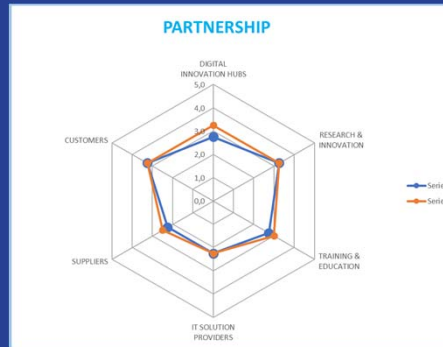 PARTNERSHIP
DIGITAL
INNOVATION HUBS
5,0
4,0
3,0
2,0
1,0
0,0
CUSTOMERS
RESEARCH &
INNOVATION
SUPPLIERS
TRAINING &
EDUCATION
IT SOLUTION
PROVIDERS